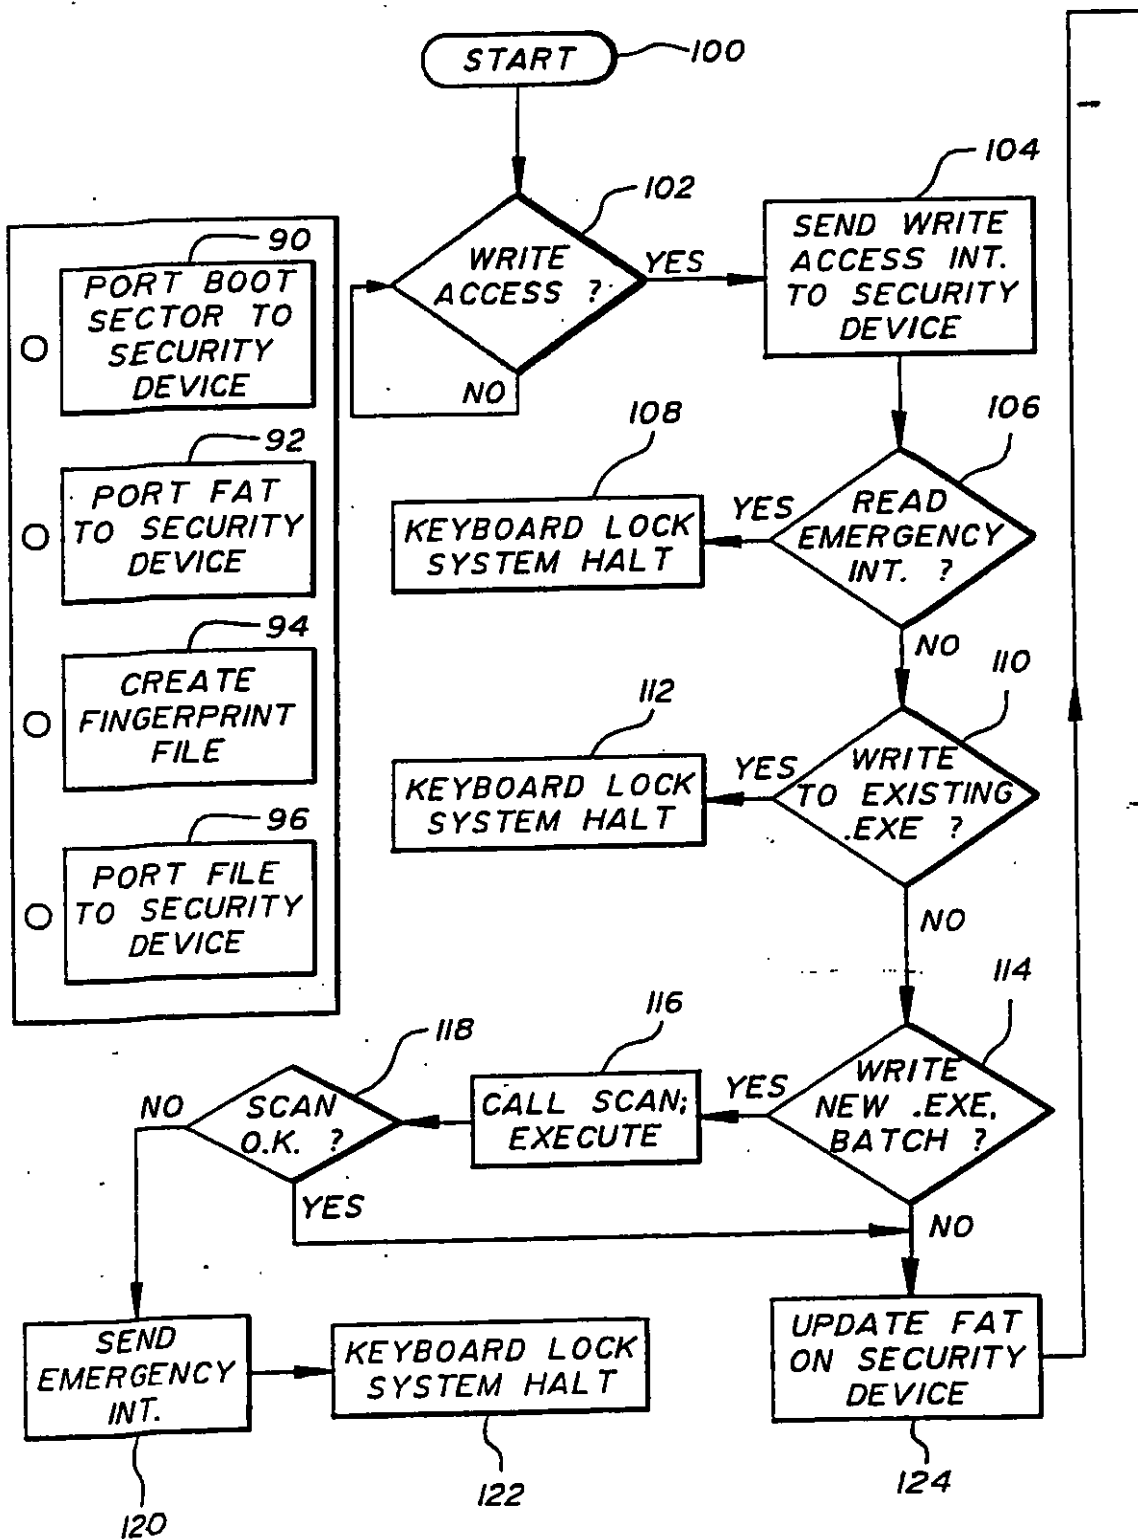 START
100
102
WRITE
ACCESS ?
YES
NO
104
SEND WRITE
ACCESS INT.
TO SECURITY
DEVICE
90
PORT BOOT
SECTOR TO
SECURITY
DEVICE
92
PORT FAT
TO SECURITY
DEVICE
94
CREATE
FINGERPRINT
FILE
96
PORT FILE
TO SECURITY
DEVICE
106
READ
EMERGENCY
INT. ?
YES
NO
108
KEYBOARD LOCK
SYSTEM HALT
110
WRITE
TO EXISTING
.EXE ?
YES
NO
112
KEYBOARD LOCK
SYSTEM HALT
114
WRITE
NEW .EXE,
BATCH ?
YES
NO
116
CALL SCAN;
EXECUTE
118
SCAN
O.K. ?
NO
YES
SEND
EMERGENCY
INT.
120
KEYBOARD LOCK
SYSTEM HALT
122
UPDATE FAT
ON SECURITY
DEVICE
124